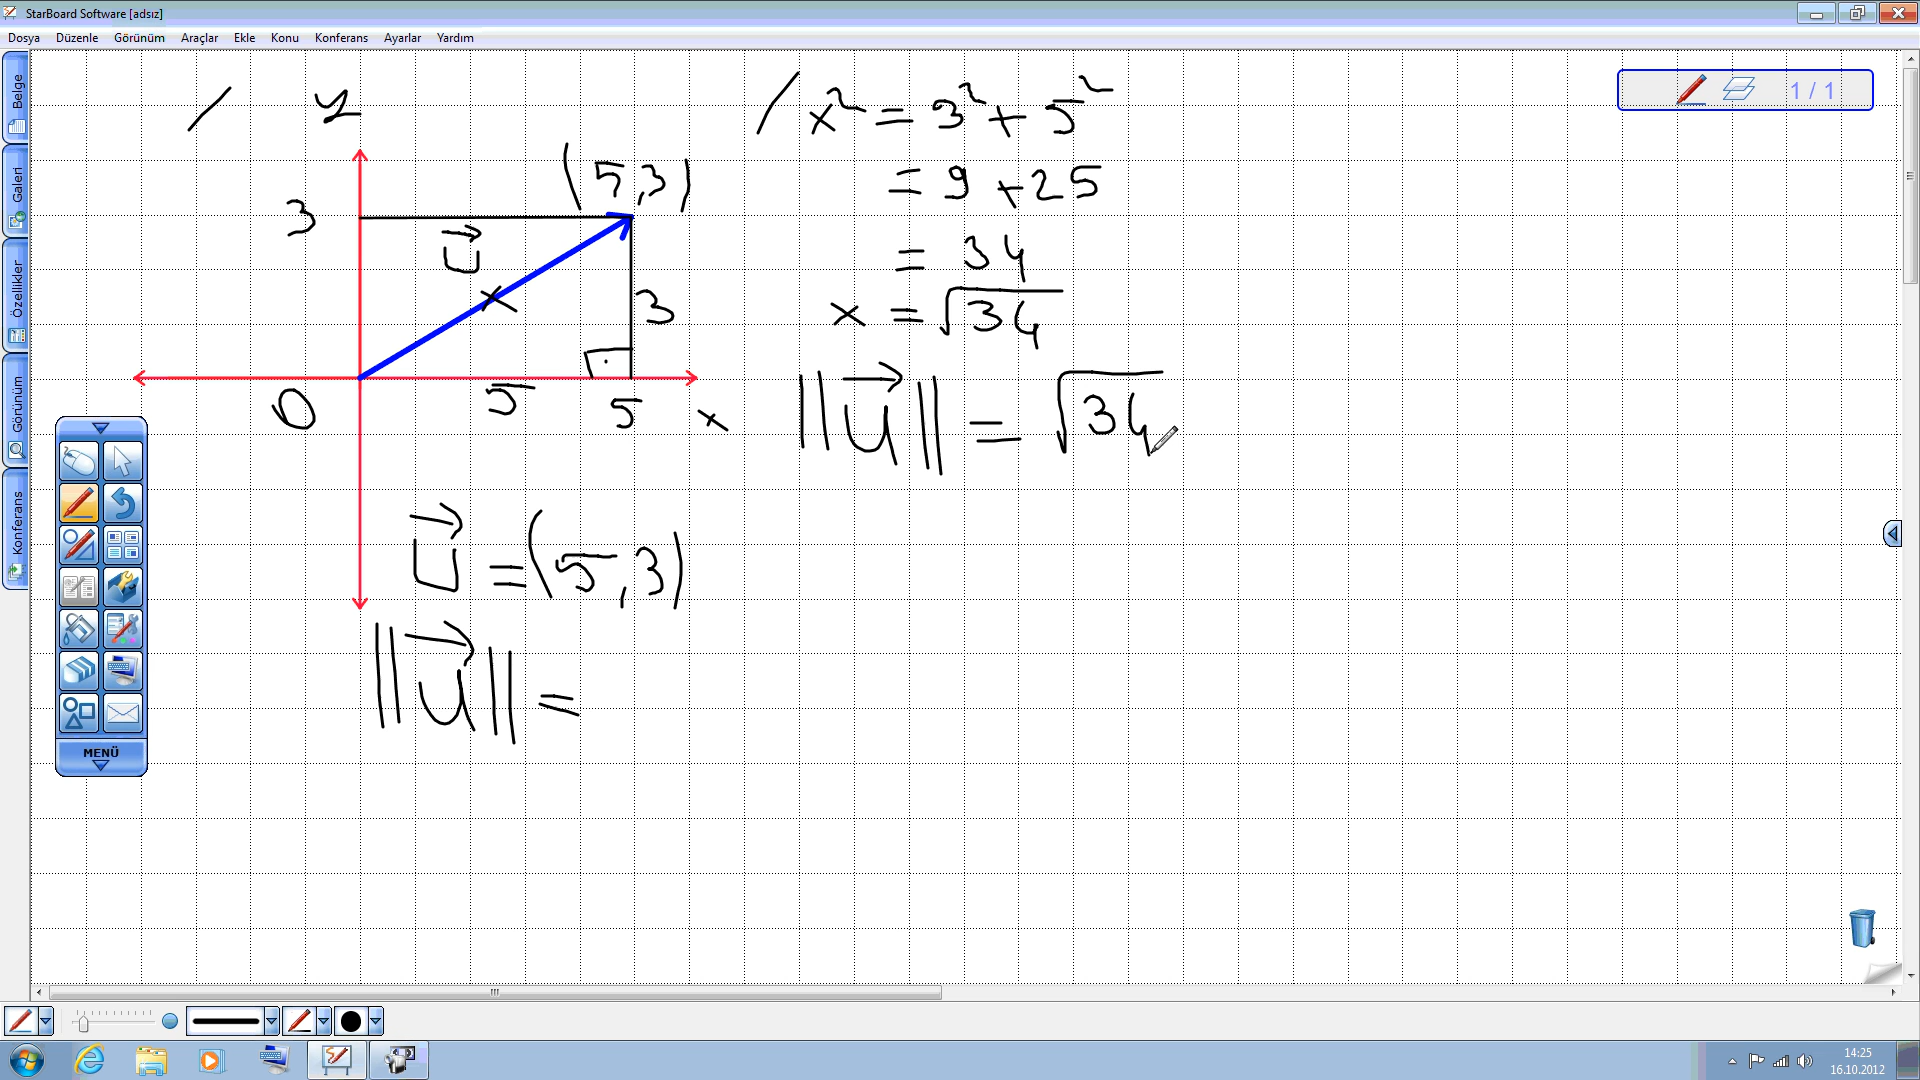 StarBoard Software [adsız]
Dosya Düzenle Görünüm Araçlar Ekle Konu Konferans Ayarlar Yardım
Belge
Galeri
Özellikler
Görünüm
Konferans
1 / 1
/ y
(5,3)
3
u⃗
x
3
0
5
5
x
u⃗ = (5,3)
||u⃗|| =
/ x² = 3² + 5²
= 9 + 25
= 34
x = √34
||u⃗|| = √34
MENÜ
14:25
16.10.2012